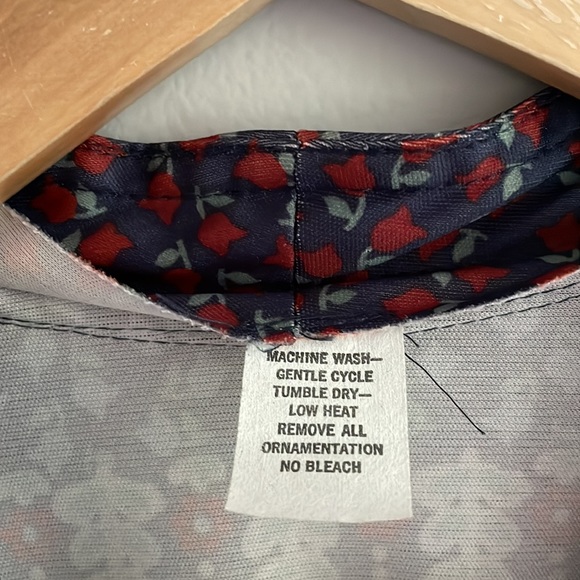 MACHINE WASH—
GENTLE CYCLE
TUMBLE DRY—
LOW HEAT
REMOVE ALL
ORNAMENTATION
NO BLEACH